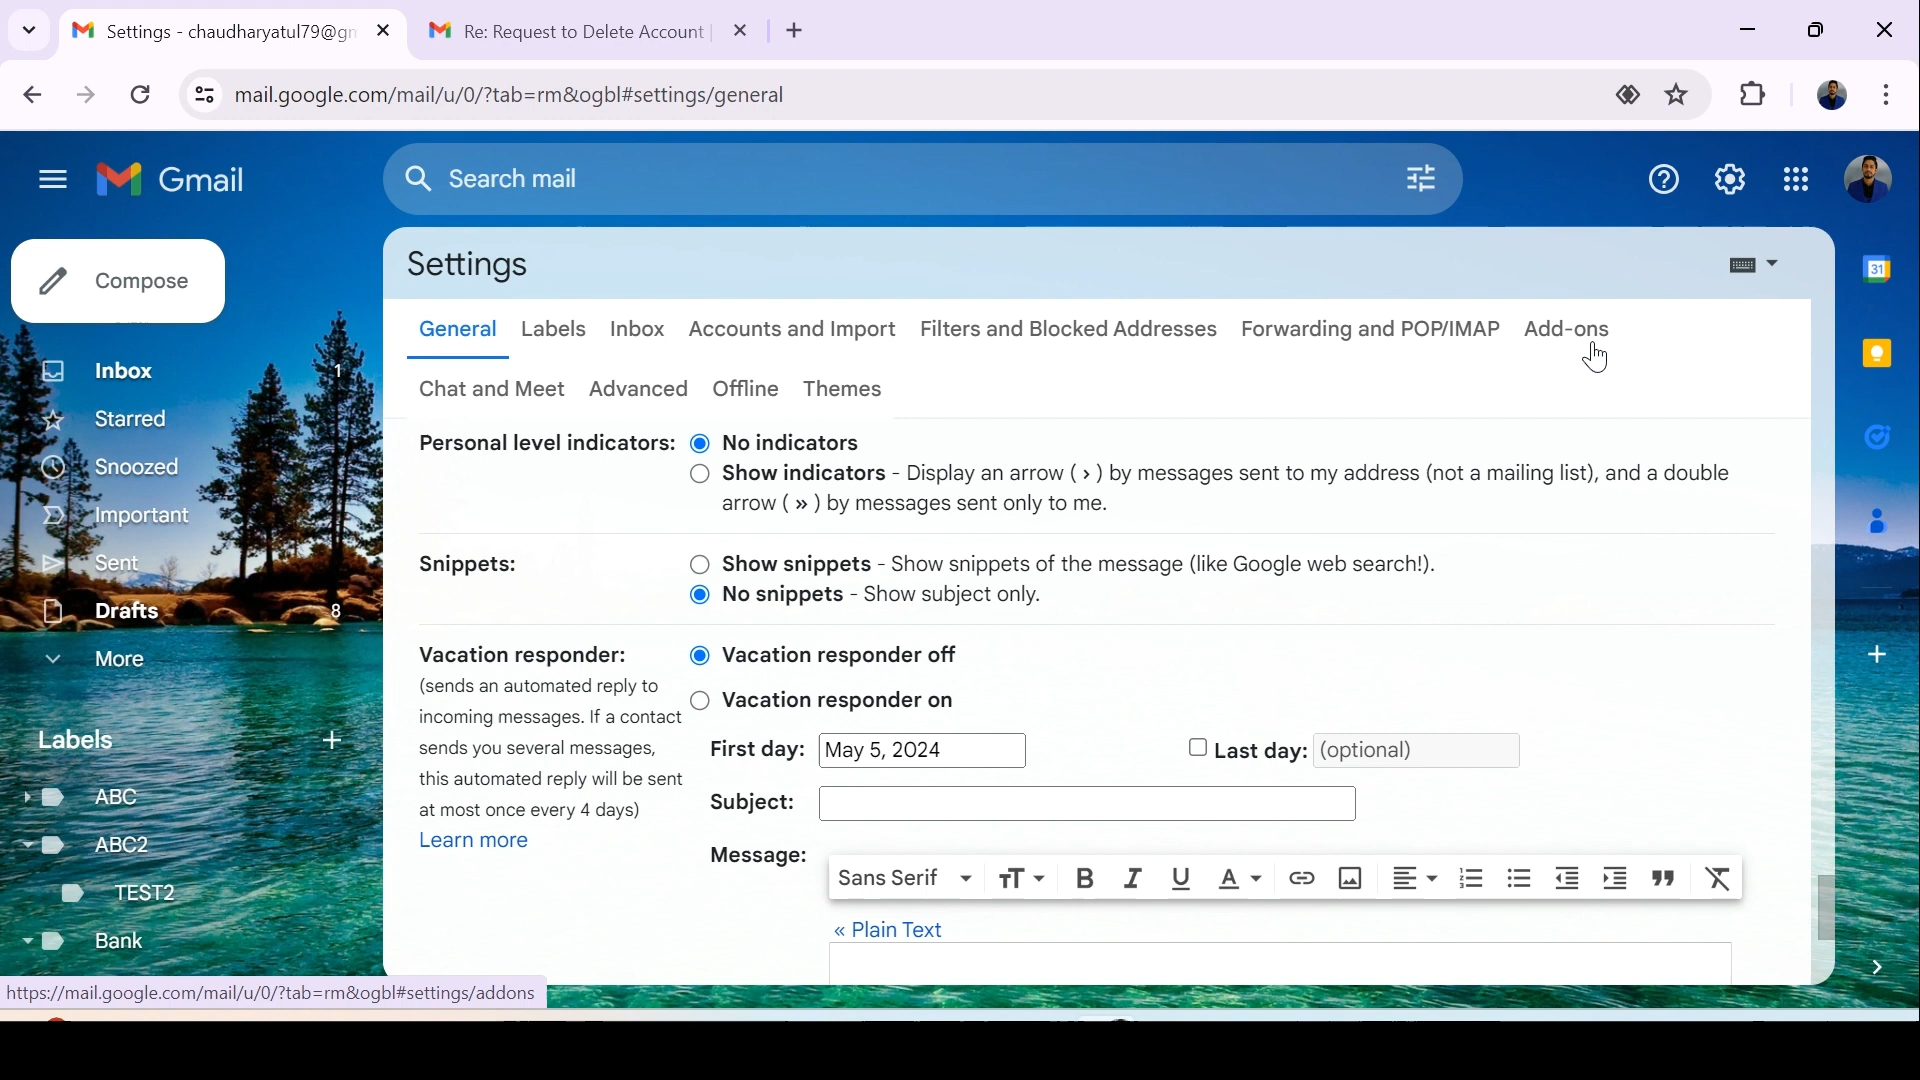 Settings - chaudharyatul79@gm
Re: Request to Delete Account
mail.google.com/mail/u/0/?tab=rm&ogbl#settings/general
Gmail
Search mail
Compose
Inbox 1
Starred
Snoozed
Important
Sent
Drafts 8
More
Labels
ABC
ABC2
TEST2
Bank
Settings
General Labels Inbox Accounts and Import Filters and Blocked Addresses Forwarding and POP/IMAP Add-ons
Chat and Meet Advanced Offline Themes
Personal level indicators: No indicators
Show indicators - Display an arrow ( › ) by messages sent to my address (not a mailing list), and a double
arrow ( » ) by messages sent only to me.
Snippets: Show snippets - Show snippets of the message (like Google web search!).
No snippets - Show subject only.
Vacation responder: Vacation responder off
(sends an automated reply to
incoming messages. If a contact
sends you several messages,
this automated reply will be sent
at most once every 4 days)
Learn more
Vacation responder on
First day: May 5, 2024 Last day: (optional)
Subject:
Message:
Sans Serif
« Plain Text
31
https://mail.google.com/mail/u/0/?tab=rm&ogbl#settings/addons